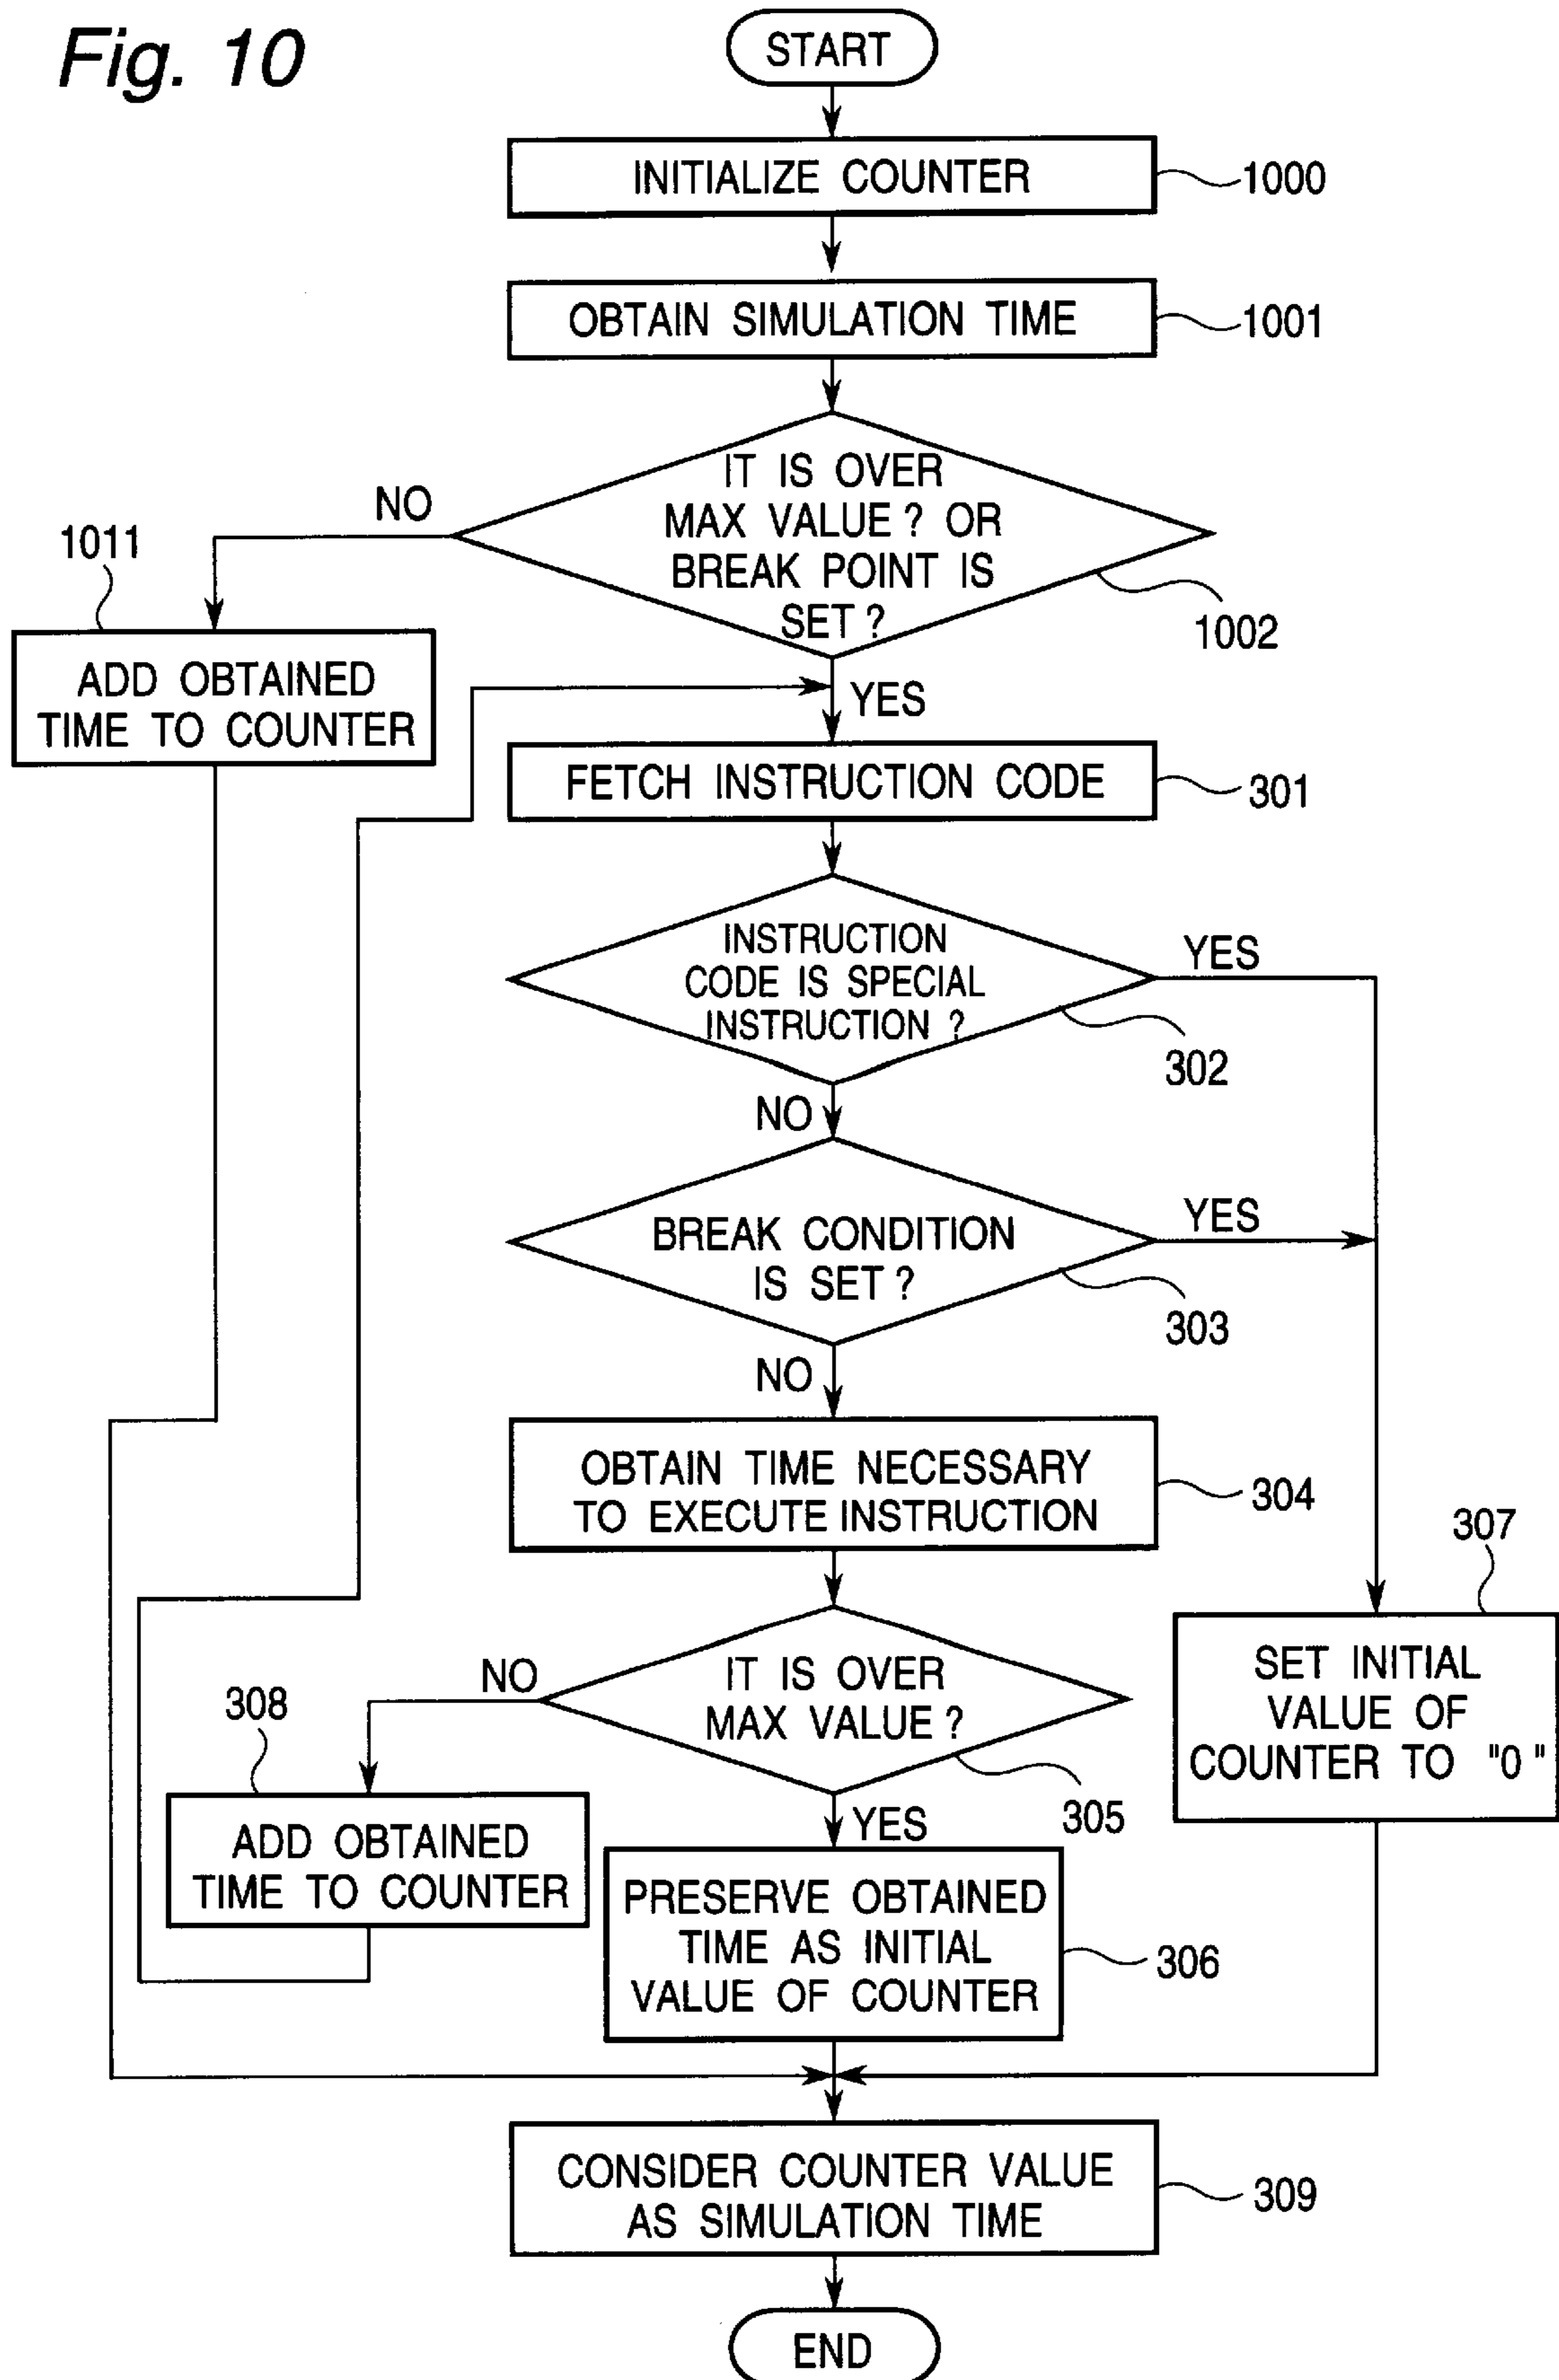 Fig. 10
START
INITIALIZE COUNTER
1000
OBTAIN SIMULATION TIME
1001
IT IS OVER
MAX VALUE ? OR
BREAK POINT IS
SET ?
1002
NO
1011
ADD OBTAINED
TIME TO COUNTER
YES
FETCH INSTRUCTION CODE
301
INSTRUCTION
CODE IS SPECIAL
INSTRUCTION ?
YES
302
NO
BREAK CONDITION
IS SET ?
YES
303
NO
OBTAIN TIME NECESSARY
TO EXECUTE INSTRUCTION
304
307
SET INITIAL
VALUE OF
COUNTER TO "0"
IT IS OVER
MAX VALUE ?
NO
305
308
ADD OBTAINED
TIME TO COUNTER
YES
PRESERVE OBTAINED
TIME AS INITIAL
VALUE OF COUNTER
306
CONSIDER COUNTER VALUE
AS SIMULATION TIME
309
END